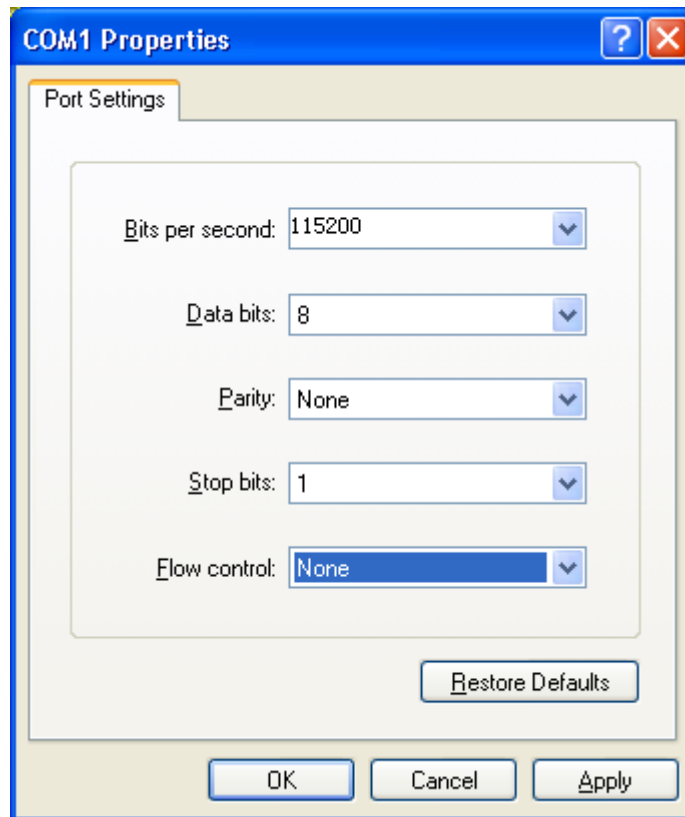 COM1 Properties
Port Settings
Bits per second: 115200
Data bits: 8
Parity: None
Stop bits: 1
Flow control: None
Restore Defaults
OK Cancel Apply